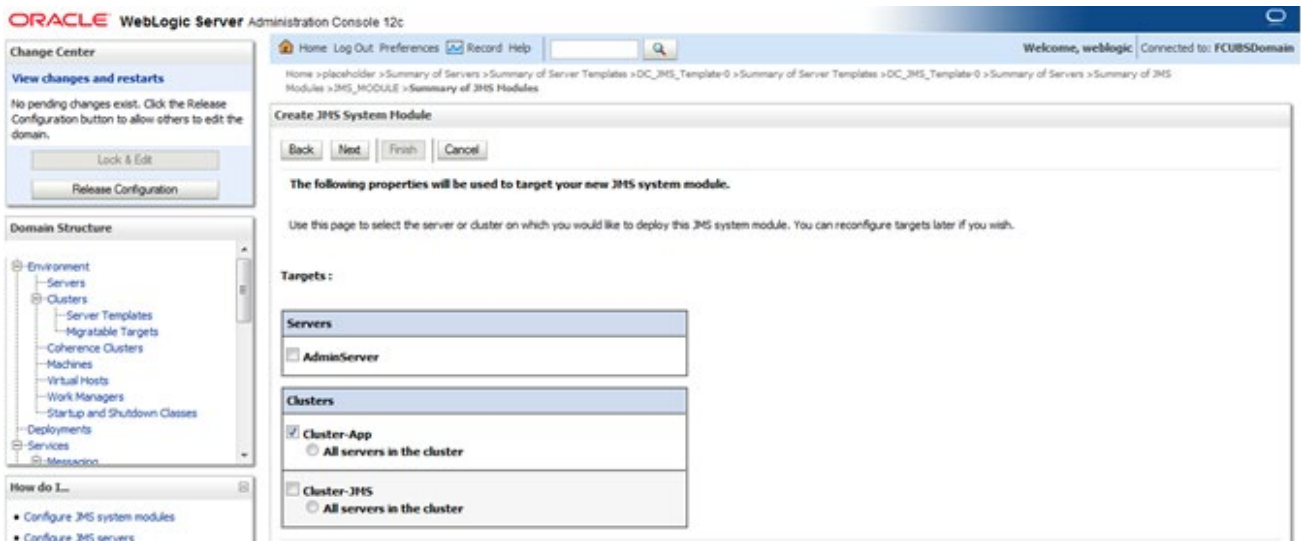 ORACLE WebLogic Server Administration Console 12c
Change Center
View changes and restarts
No pending changes exist. Click the Release
Configuration button to allow others to edit the
domain.
Lock & Edit
Release Configuration
Domain Structure
Environment
Servers
Clusters
Server Templates
Migratable Targets
Coherence Clusters
Machines
Virtual Hosts
Work Managers
Startup and Shutdown Classes
Deployments
Services
Messaging
How do I...
Configure JMS system modules
Configure JMS servers
Home Log Out Preferences Record Help
Welcome, weblogic Connected to: FCUBSDomain
Home >placeholder >Summary of Servers >Summary of Server Templates >DC_JMS_Template-0 >Summary of Server Templates >DC_JMS_Template-0 >Summary of Servers >Summary of JMS
Modules >JMS_MODULE >Summary of JMS Modules
Create JMS System Module
Back Next Finish Cancel
The following properties will be used to target your new JMS system module.
Use this page to select the server or cluster on which you would like to deploy this JMS system module. You can reconfigure targets later if you wish.
Targets :
Servers
AdminServer
Clusters
Cluster-App
All servers in the cluster
Cluster-JMS
All servers in the cluster